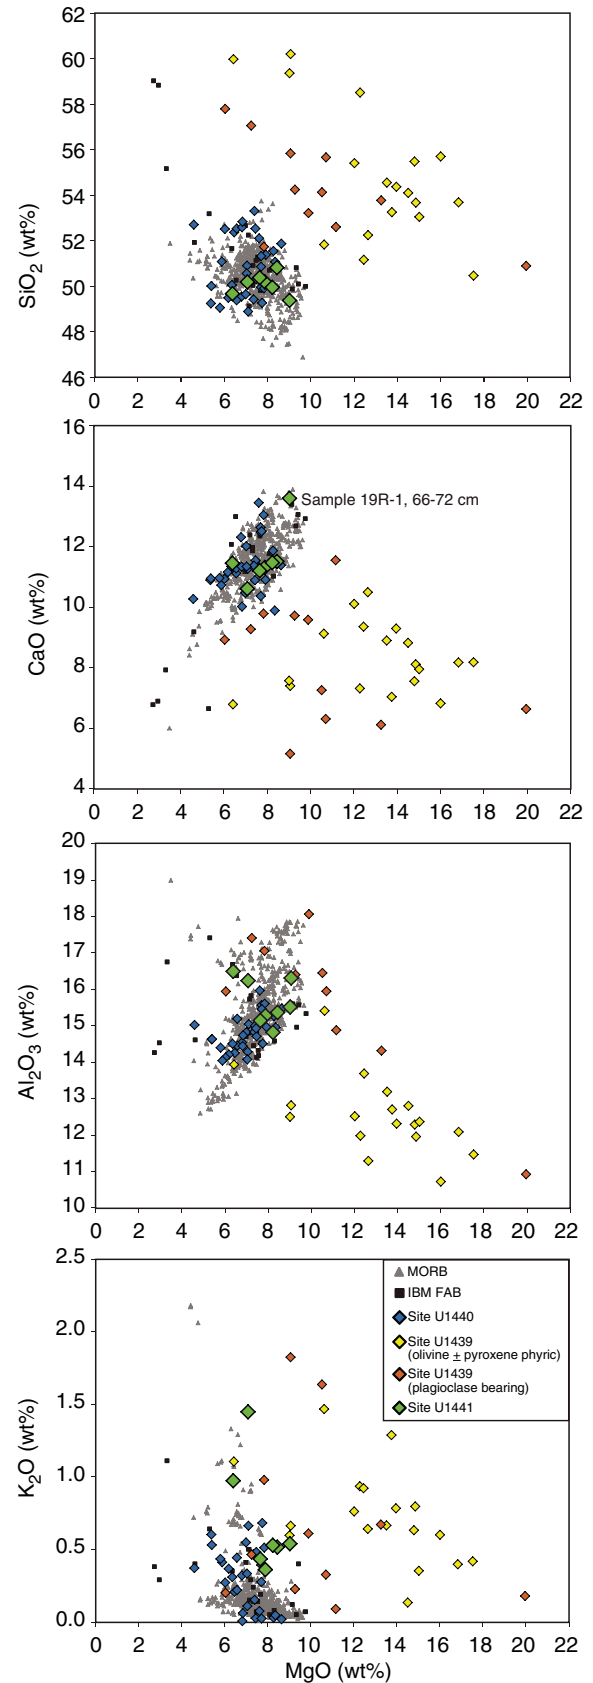 62
60
58
56
54
52
50
48
46
SiO2 (wt%)
0 2 4 6 8 10 12 14 16 18 20 22
16
14
12
10
8
6
4
CaO (wt%)
Sample 19R-1, 66-72 cm
0 2 4 6 8 10 12 14 16 18 20 22
20
19
18
17
16
15
14
13
12
11
10
Al2O3 (wt%)
0 2 4 6 8 10 12 14 16 18 20 22
2.5
2.0
1.5
1.0
0.5
0.0
K2O (wt%)
MORB
IBM FAB
Site U1440
Site U1439
(olivine ± pyroxene phyric)
Site U1439
(plagioclase bearing)
Site U1441
0 2 4 6 8 10 12 14 16 18 20 22
MgO (wt%)